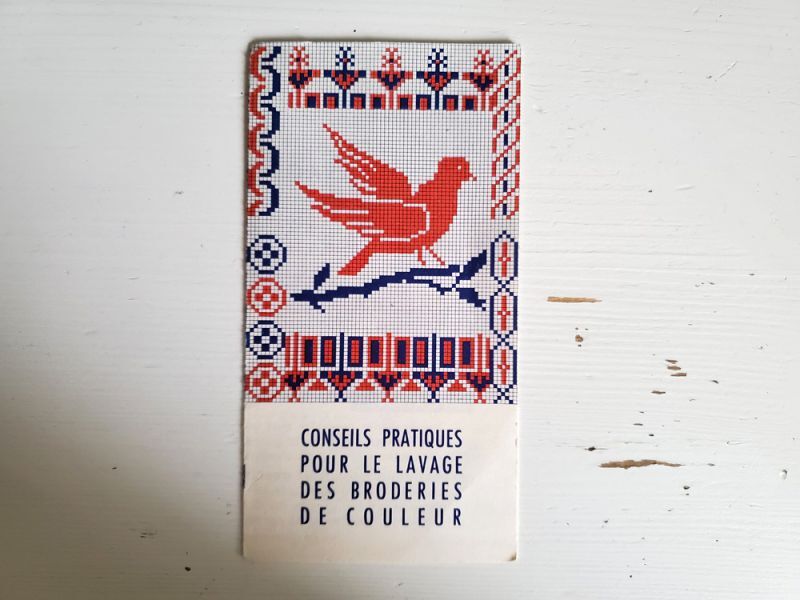 CONSEILS PRATIQUES
POUR LE LAVAGE
DES BRODERIES
DE COULEUR